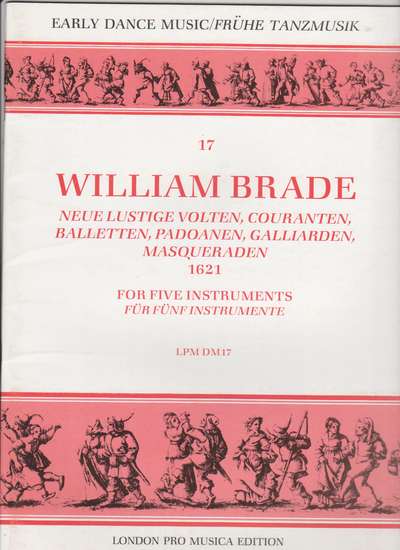 EARLY DANCE MUSIC/FRÜHE TANZMUSIK
17
WILLIAM BRADE
NEUE LUSTIGE VOLTEN, COURANTEN,
BALLETTEN, PADOANEN, GALLIARDEN,
MASQUERADEN
1621
FOR FIVE INSTRUMENTS
FÜR FÜNF INSTRUMENTE
LPM DM17
LONDON PRO MUSICA EDITION